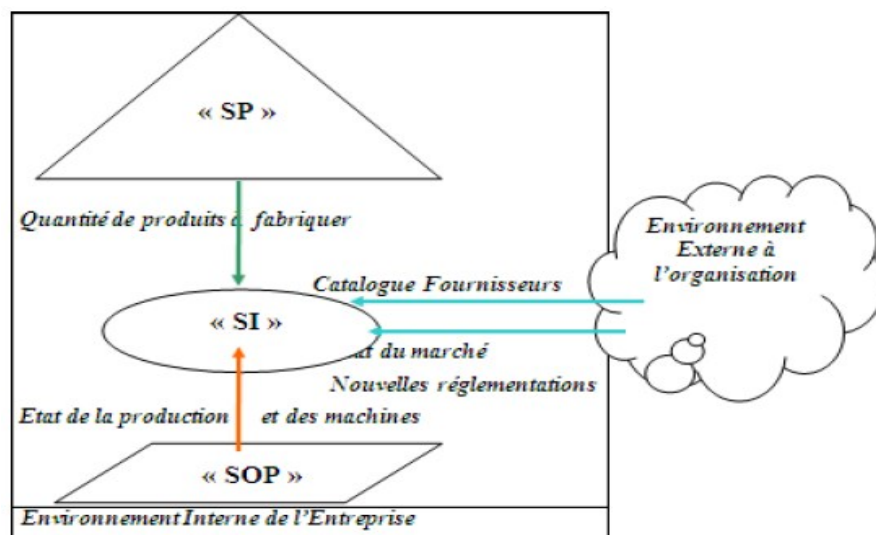 « SP »
Quantité de produits à fabriquer
Environnement
Externe à
l'organisation
Catalogue Fournisseurs
« SI »
du marché
Nouvelles réglementations
Etat de la production et des machines
« SOP »
Environnement Interne de l'Entreprise